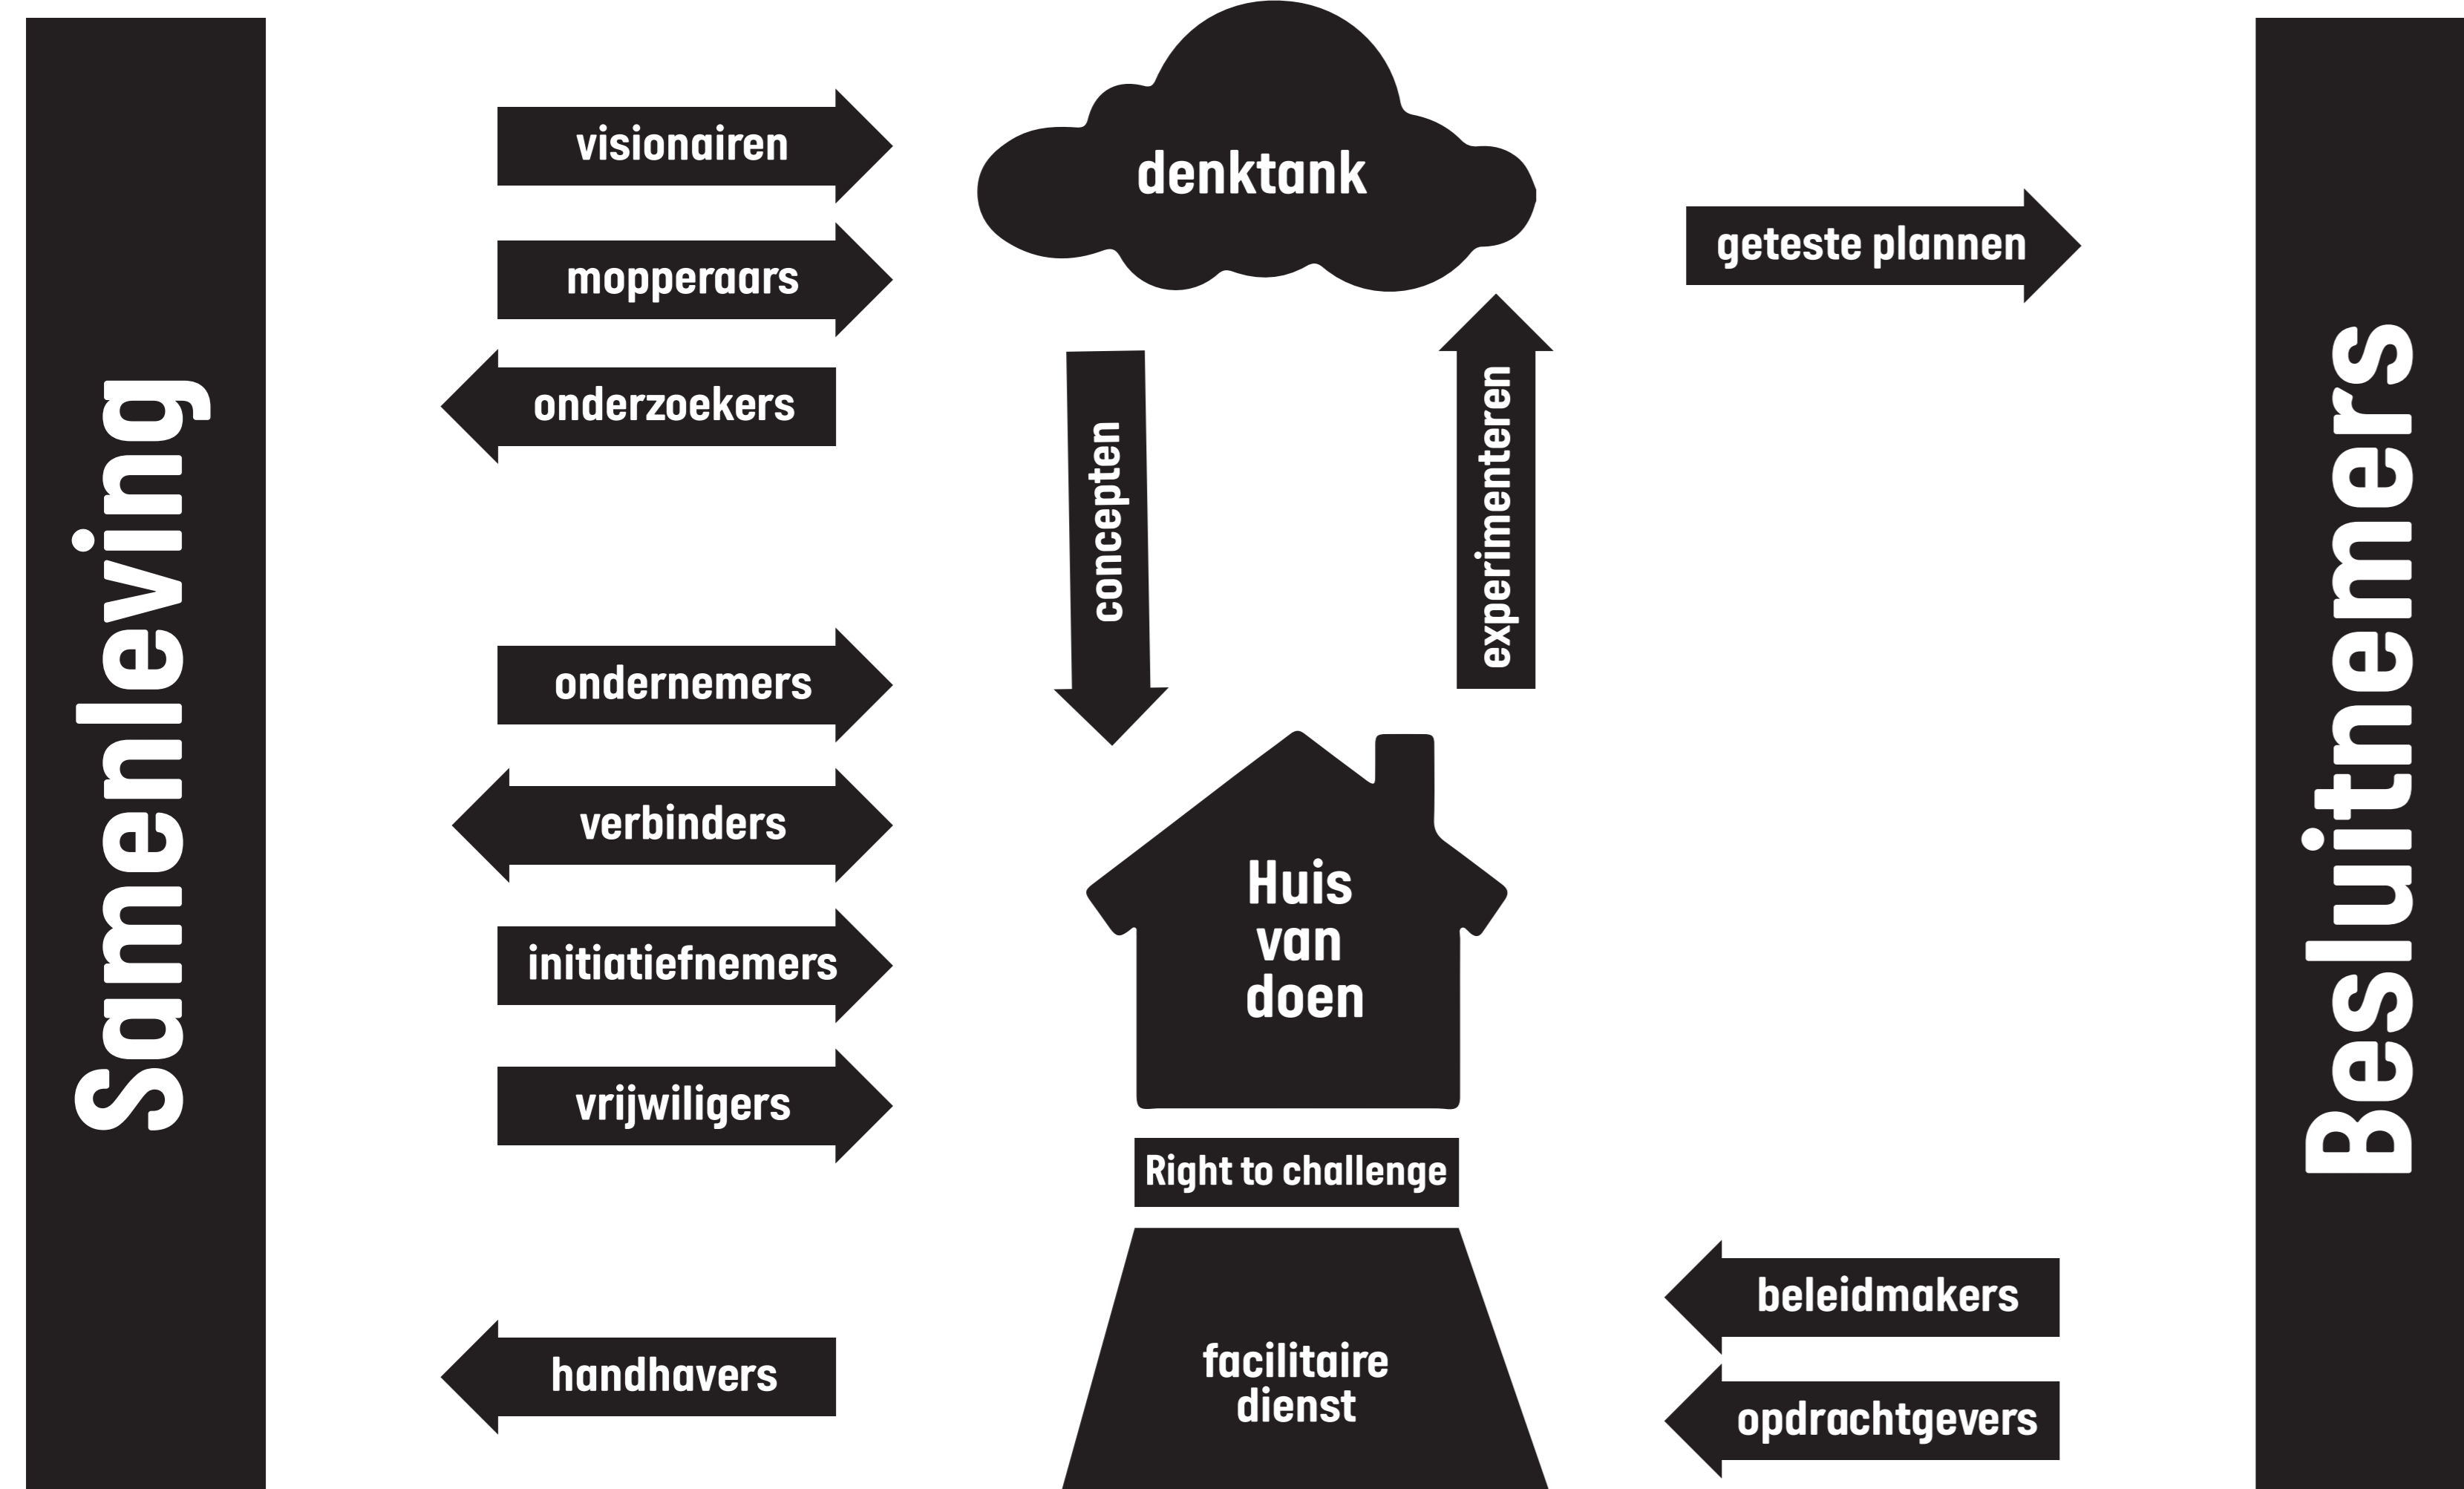 Samenleving
visionairen
mopperaars
onderzoekers
ondernemers
verbinders
initiatiefnemers
vrijwiligers
handhavers
denktank
concepten
experimenteren
Huis
van
doen
Right to challenge
facilitaire
dienst
geteste plannen
beleidmakers
opdrachtgevers
Besluitnemers